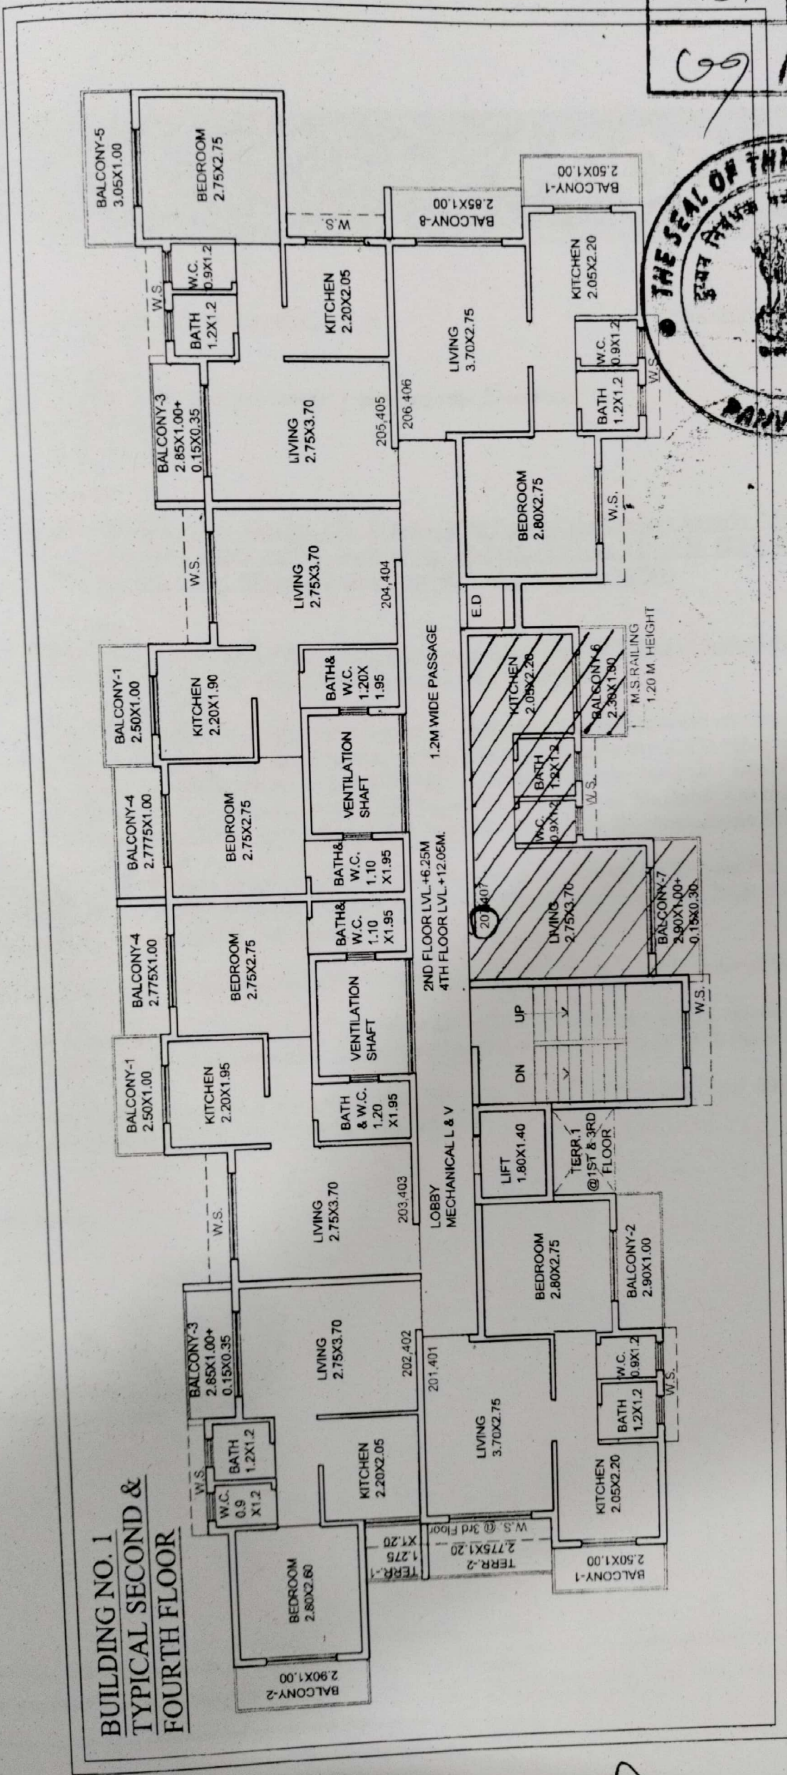 BUILDING NO. 1
TYPICAL SECOND &
FOURTH FLOOR
BALCONY-2
2.90X1.00
BEDROOM
2.80X2.60
W.C.
0.9
X1.2
BATH
1.2X1.2
W.S.
BALCONY-3
2.85X1.00+
0.15X0.35
LIVING
2.75X3.70
KITCHEN
2.20X2.05
202,402
TERR.-1
1.275
X1.20
TERR.-2
2.775X1.20
W.S. @ 3rd Floor
201,401
LIVING
3.70X2.75
BALCONY-1
2.50X1.00
KITCHEN
2.05X2.20
BATH
1.2X1.2
W.C.
0.9X1.2
W.S.
BEDROOM
2.80X2.75
BALCONY-2
2.90X1.00
W.S.
LIVING
2.75X3.70
203,403
LOBBY
MECHANICAL L & V
LIFT
1.80X1.40
TERR.1
@1ST & 3RD
FLOOR
BALCONY-1
2.50X1.00
KITCHEN
2.20X1.95
BATH
& W.C.
1.20
X1.95
VENTILATION
SHAFT
DN
UP
W.S.
BALCONY-4
2.775X1.00
BEDROOM
2.75X2.75
BATH&
W.C.
1.10
X1.95
2ND FLOOR LVL.+6.25M
4TH FLOOR LVL.+12.05M.
BALCONY-4
2.7775X1.00
BEDROOM
2.75X2.75
BATH&
W.C.
1.10
X1.95
VENTILATION
SHAFT
1.2M WIDE PASSAGE
LIVING
2.75X3.70
BALCONY-7
2.90X1.00+
0.15X0.30
W.C.
0.9X1.2
BATH
1.2X1.2
W.S.
KITCHEN
2.05X2.20
BALCONY-6
M.S.RAILING
1.20 M. HEIGHT
BALCONY-1
2.50X1.00
KITCHEN
2.20X1.90
BATH&
W.C.
1.20X
1.95
W.S.
LIVING
2.75X3.70
204,404
E.D
BALCONY-3
2.85X1.00+
0.15X0.35
LIVING
2.75X3.70
205,405
BATH
1.2X1.2
W.C.
0.9X1.2
W.S.
KITCHEN
2.20X2.05
W.S.
BALCONY-5
3.05X1.00
BEDROOM
2.75X2.75
206,406
LIVING
3.70X2.75
BALCONY-8
2.85X1.00
BALCONY-1
2.50X1.00
KITCHEN
2.05X2.20
W.C.
0.9X1.2
BATH
1.2X1.2
W.S.
BEDROOM
2.80X2.75
W.S.
THE SEAL OF